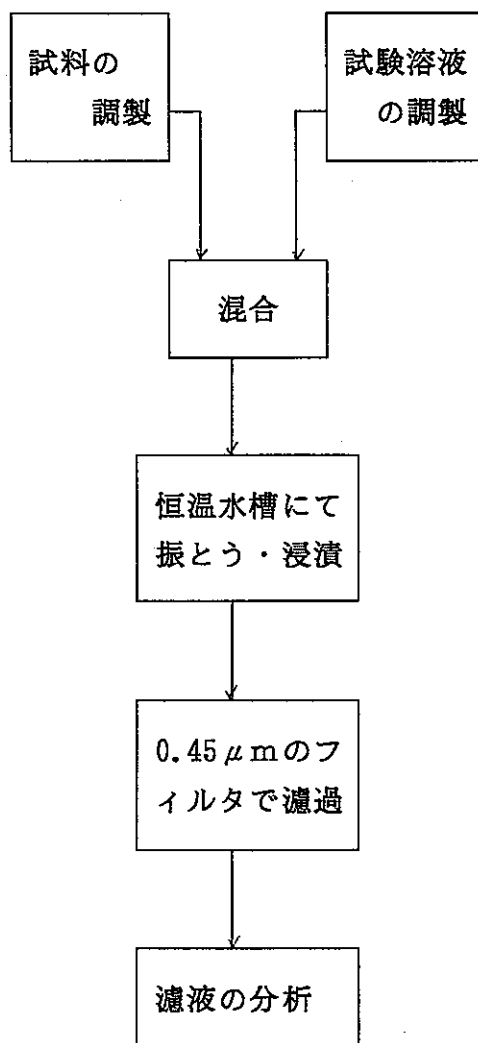 試料の
調製
試験溶液
の調製
混合
恒温水槽にて
振とう・浸漬
0.45μmのフ
ィルタで濾過
濾液の分析